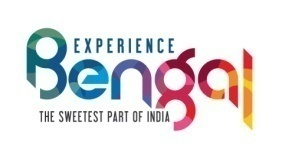 EXPERIENCE
Bengal
THE SWEETEST PART OF INDIA